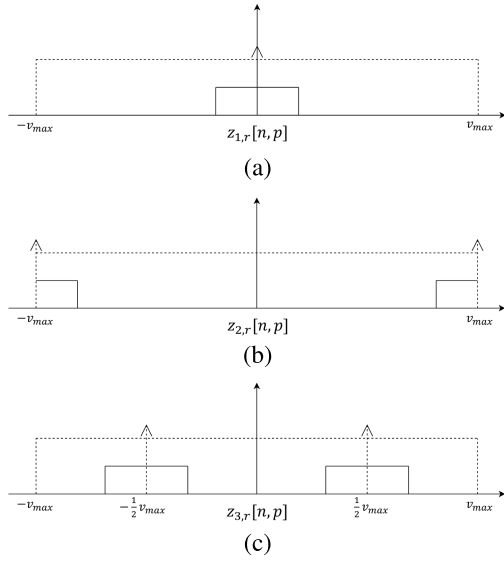 −v_max v_max
z_{1,r}[n, p]
(a)
−v_max v_max
z_{2,r}[n, p]
(b)
−v_max −1/2 v_max 1/2 v_max v_max
z_{3,r}[n, p]
(c)